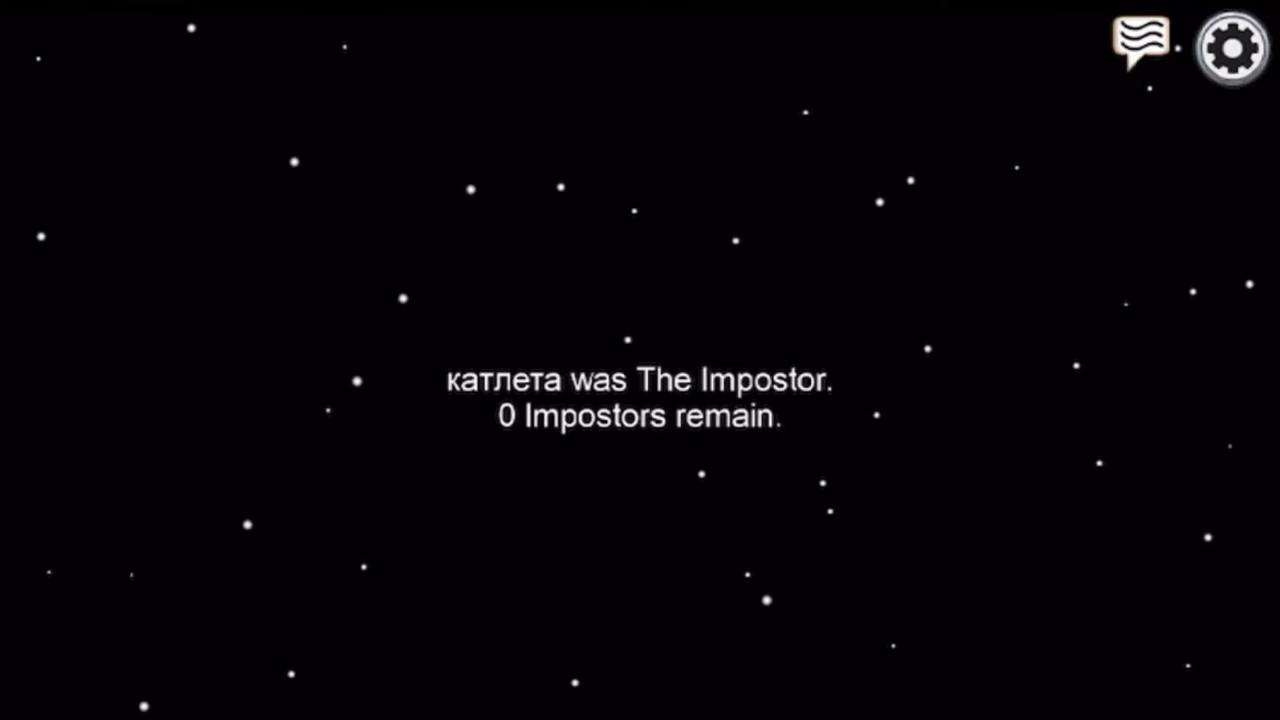 катлета was The Impostor.
0 Impostors remain.